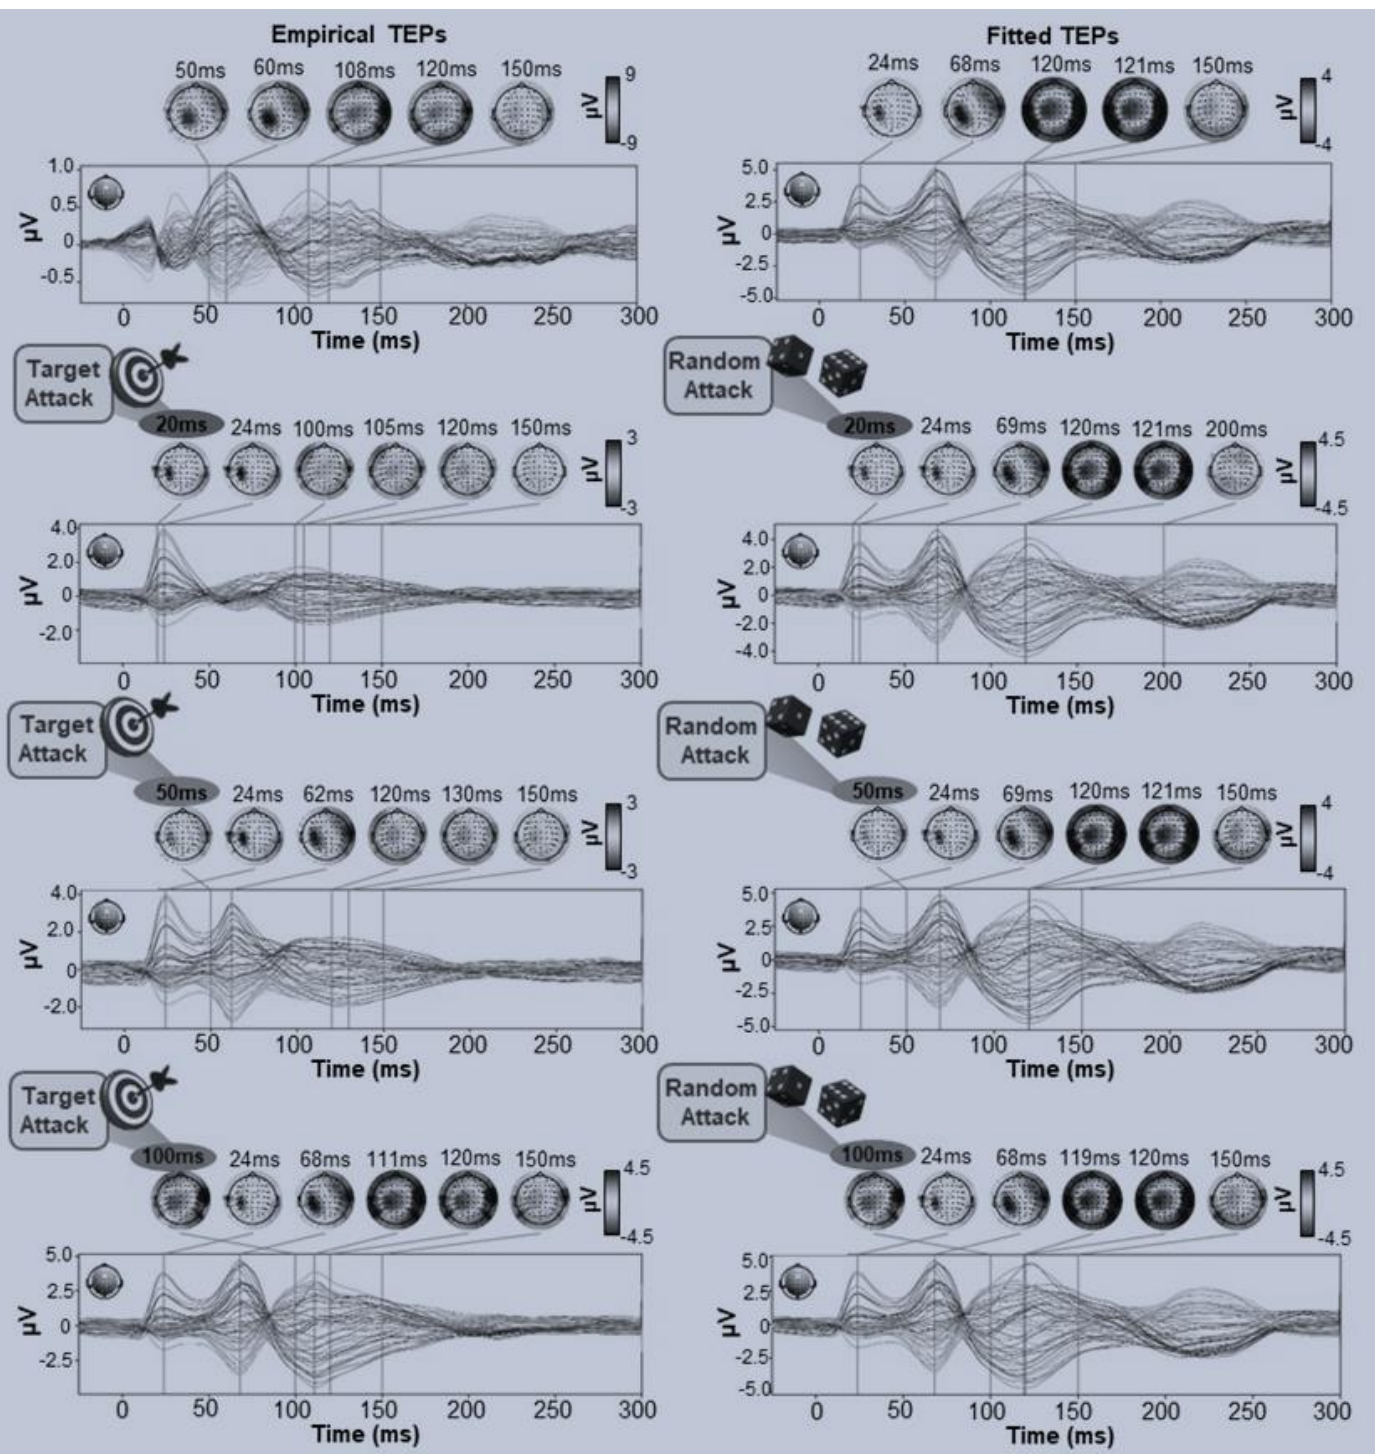 Empirical TEPs
50ms 60ms 108ms 120ms 150ms
9
µV
-9
1.0
0.5
0
-0.5
µV
0 50 100 150 200 250 300
Time (ms)
Fitted TEPs
24ms 68ms 120ms 121ms 150ms
4
µV
-4
5.0
2.5
0
-2.5
-5.0
µV
0 50 100 150 200 250 300
Time (ms)
Target
Attack
20ms 24ms 100ms 105ms 120ms 150ms
3
µV
-3
4.0
2.0
0
-2.0
µV
0 50 100 150 200 250 300
Time (ms)
Random
Attack
20ms 24ms 69ms 120ms 121ms 200ms
4.5
µV
-4.5
4.0
2.0
0
-2.0
-4.0
µV
0 50 100 150 200 250 300
Time (ms)
Target
Attack
50ms 24ms 62ms 120ms 130ms 150ms
3
µV
-3
4.0
2.0
0
-2.0
µV
0 50 100 150 200 250 300
Time (ms)
Random
Attack
50ms 24ms 69ms 120ms 121ms 150ms
4
µV
-4
5.0
2.5
0
-2.5
-5.0
µV
0 50 100 150 200 250 300
Time (ms)
Target
Attack
100ms 24ms 68ms 111ms 120ms 150ms
4.5
µV
-4.5
5.0
2.5
0
-2.5
µV
0 50 100 150 200 250 300
Time (ms)
Random
Attack
100ms 24ms 68ms 119ms 120ms 150ms
4.5
µV
-4.5
5.0
2.5
0
-2.5
-5.0
µV
0 50 100 150 200 250 300
Time (ms)